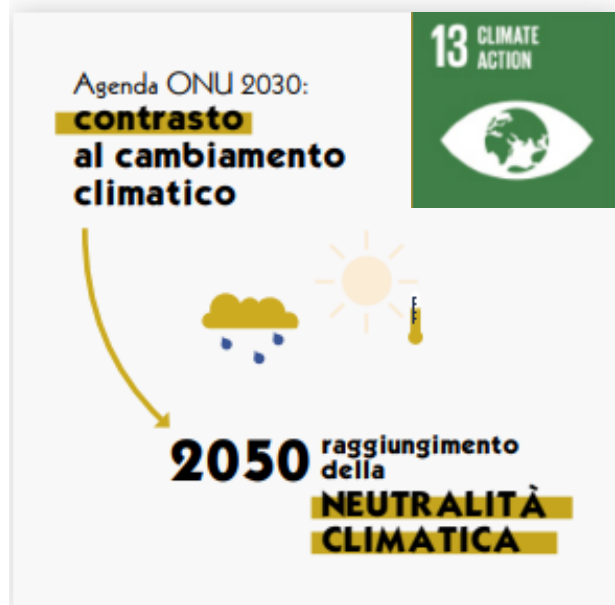 13 CLIMATE
ACTION
Agenda ONU 2030:
contrasto
al cambiamento
climatico
2050 raggiungimento
della
NEUTRALITÀ
CLIMATICA